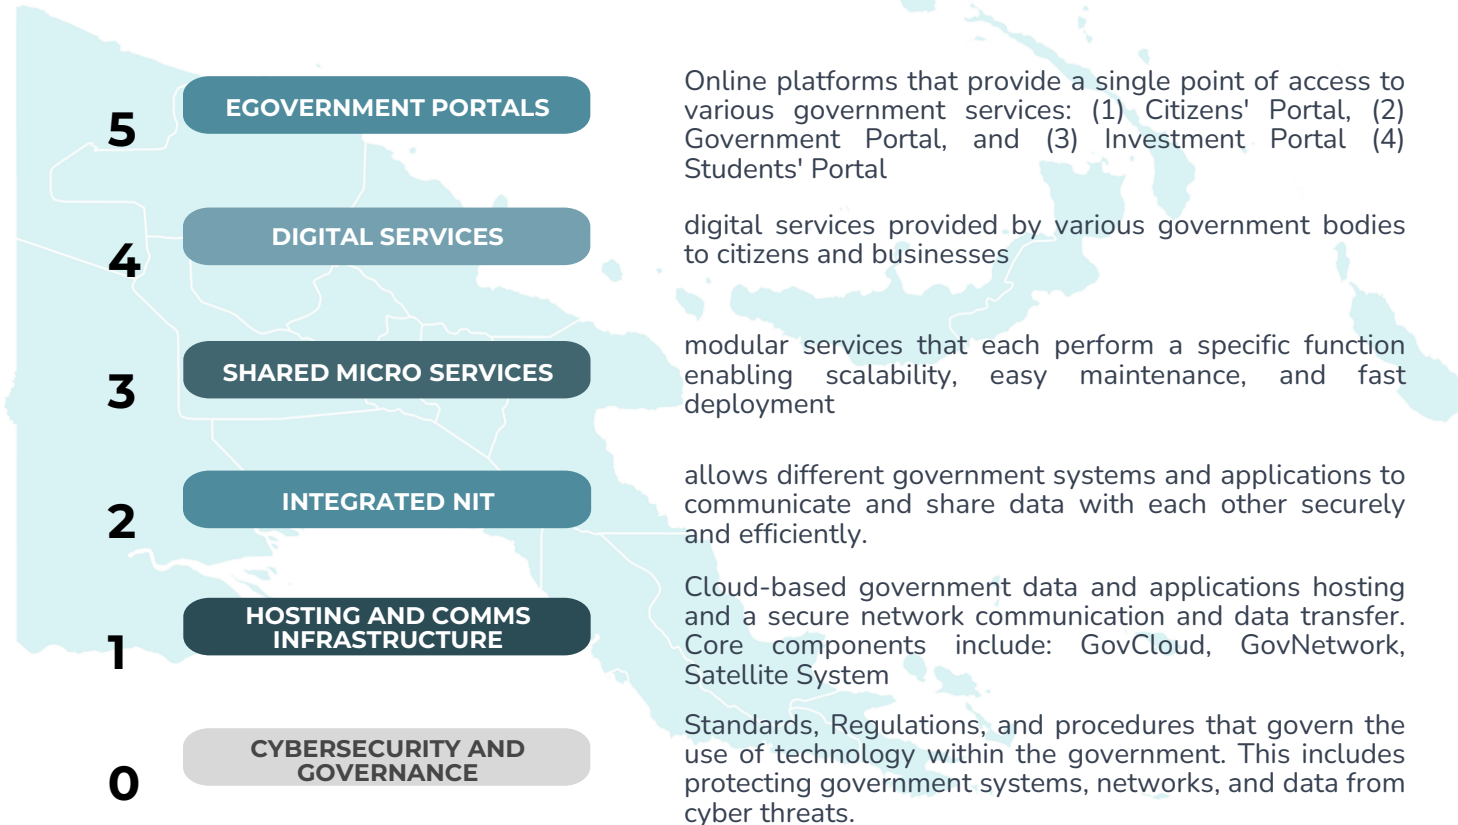 5
EGOVERNMENT PORTALS
Online platforms that provide a single point of access to
various government services: (1) Citizens' Portal, (2)
Government Portal, and (3) Investment Portal (4)
Students' Portal
4
DIGITAL SERVICES
digital services provided by various government bodies
to citizens and businesses
3
SHARED MICRO SERVICES
modular services that each perform a specific function
enabling scalability, easy maintenance, and fast
deployment
2
INTEGRATED NIT
allows different government systems and applications to
communicate and share data with each other securely
and efficiently.
1
HOSTING AND COMMS
INFRASTRUCTURE
Cloud-based government data and applications hosting
and a secure network communication and data transfer.
Core components include: GovCloud, GovNetwork,
Satellite System
0
CYBERSECURITY AND
GOVERNANCE
Standards, Regulations, and procedures that govern the
use of technology within the government. This includes
protecting government systems, networks, and data from
cyber threats.